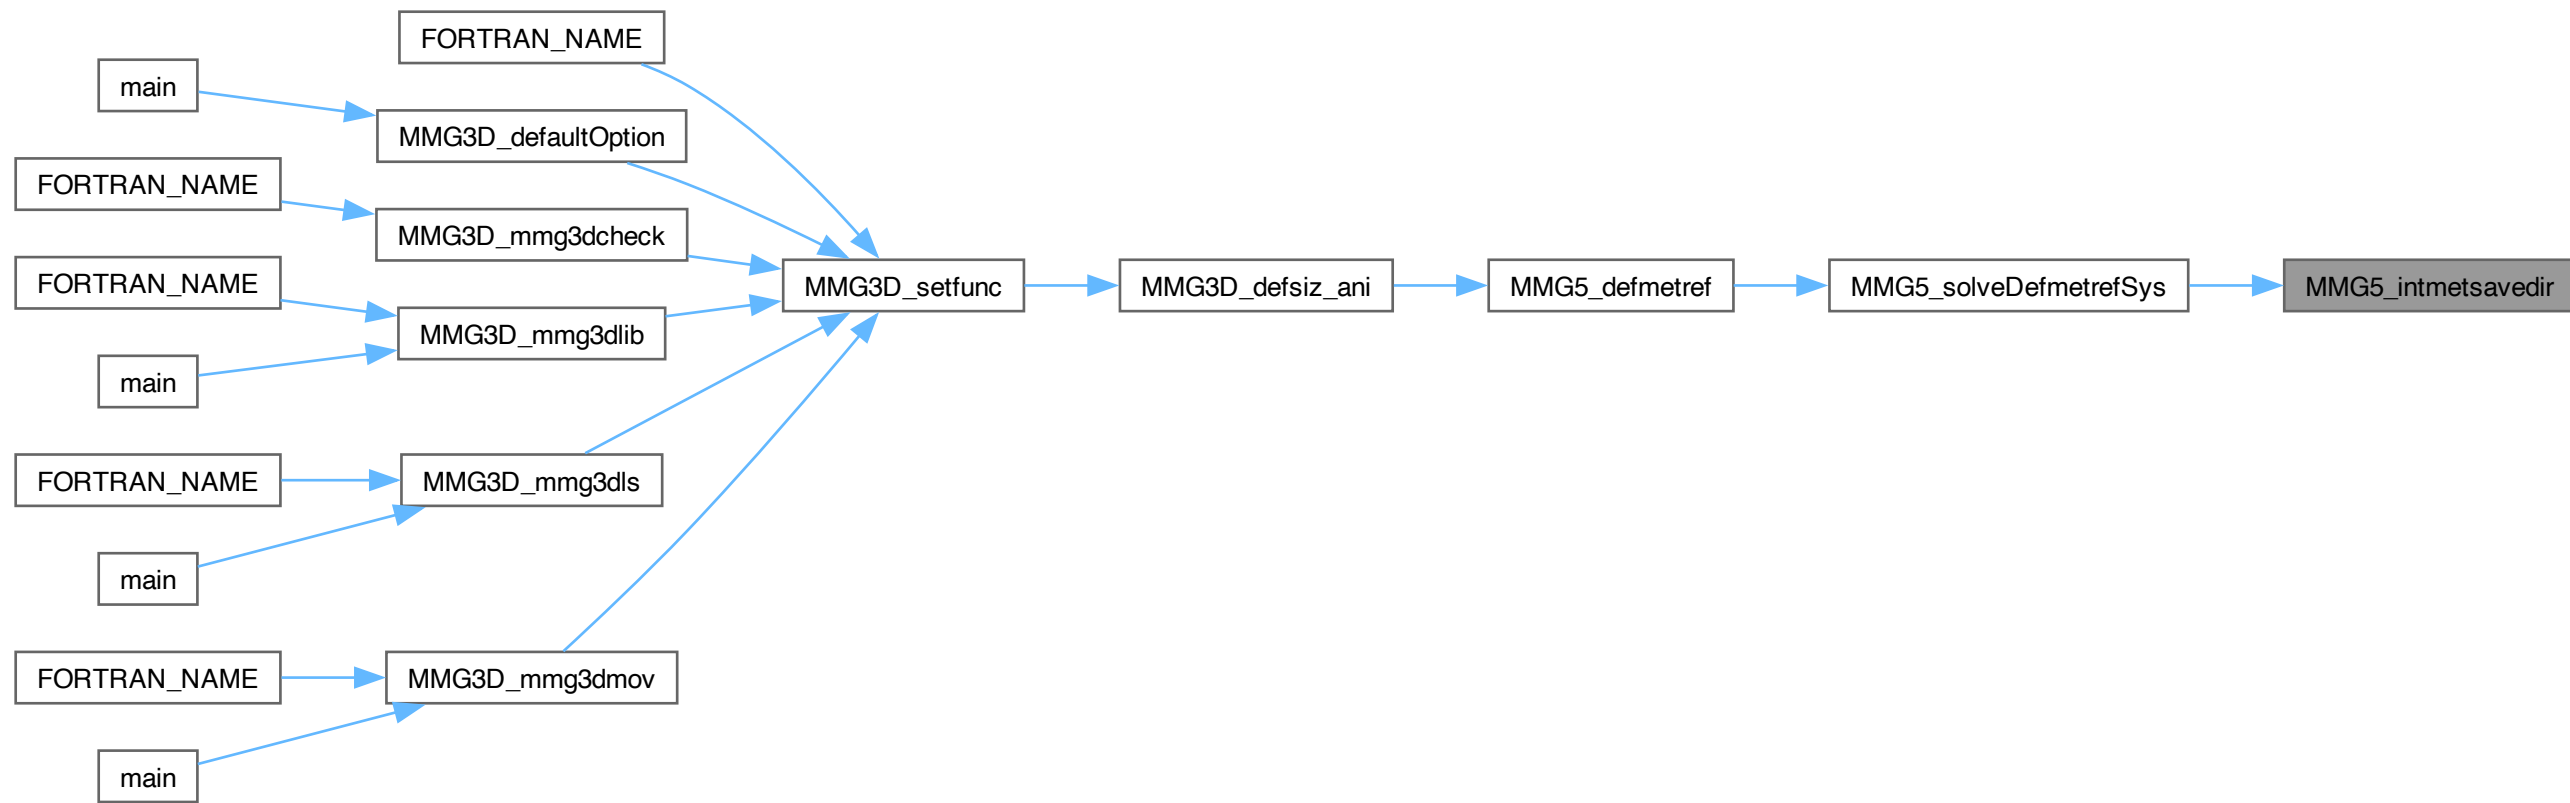 FORTRAN_NAME
main
MMG3D_defaultOption
FORTRAN_NAME
MMG3D_mmg3dcheck
FORTRAN_NAME
MMG3D_setfunc
MMG3D_defsiz_ani
MMG5_defmetref
MMG5_solveDefmetrefSys
MMG5_intmetsavedir
MMG3D_mmg3dlib
main
FORTRAN_NAME
MMG3D_mmg3dls
main
FORTRAN_NAME
MMG3D_mmg3dmov
main